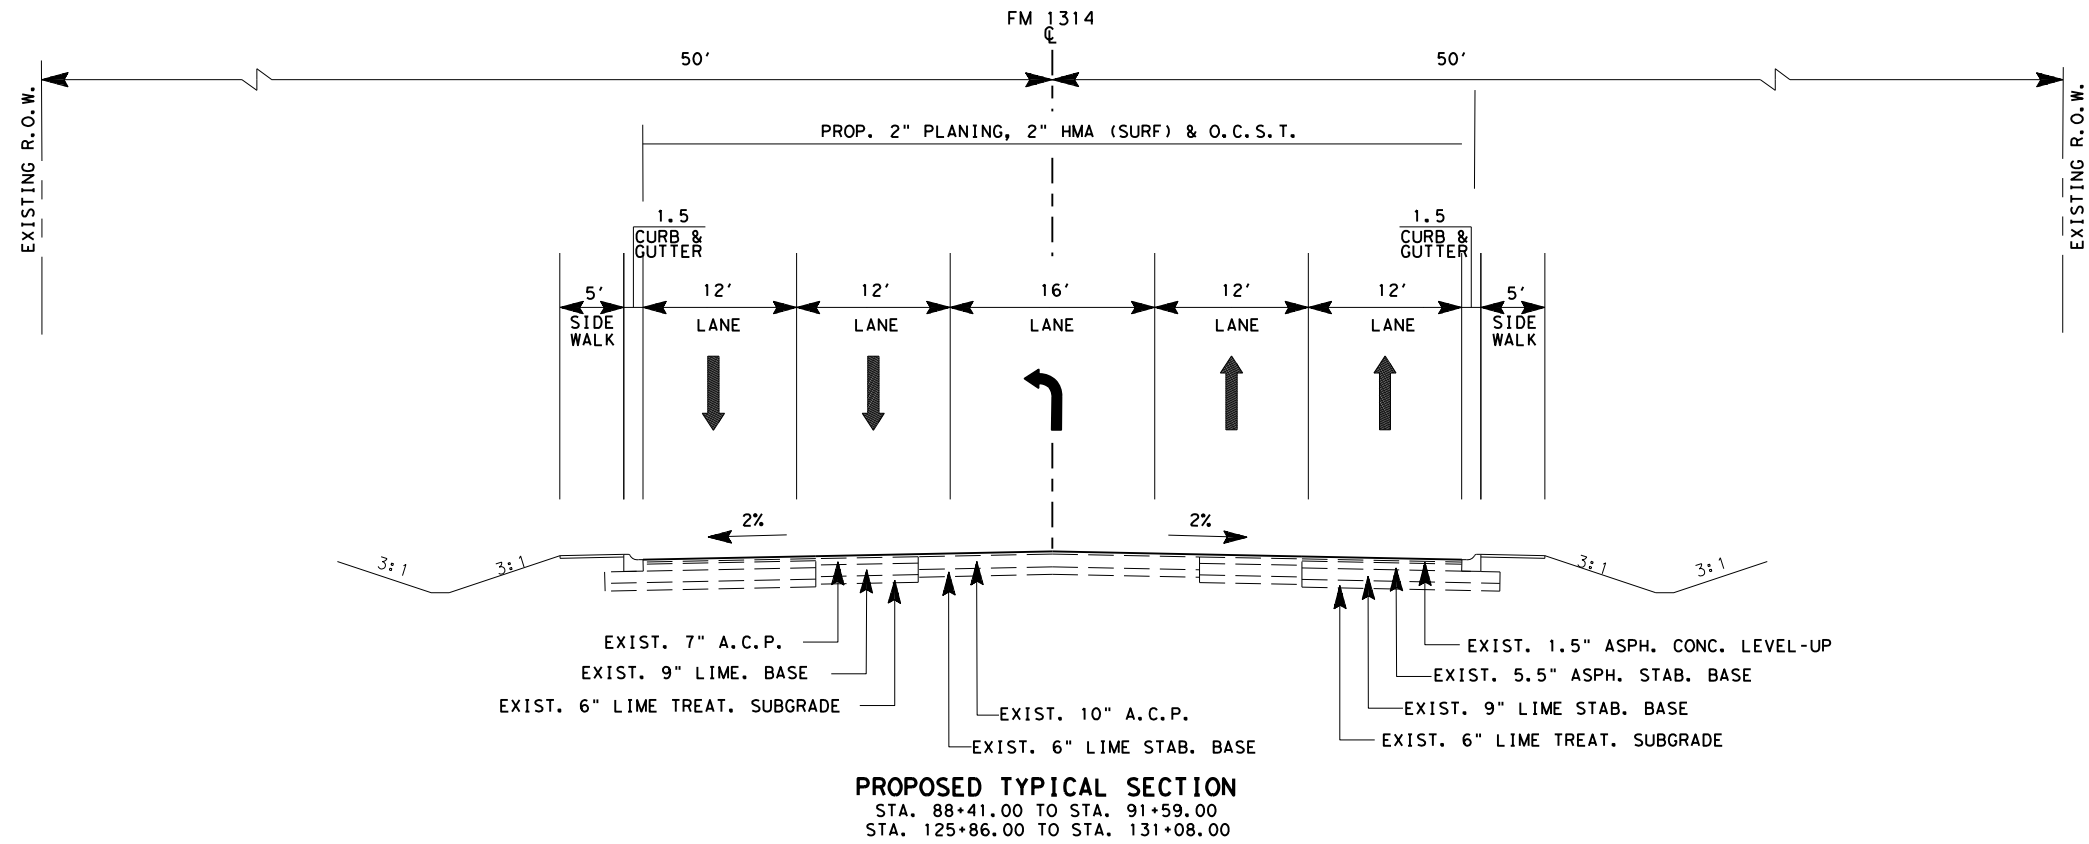 FM 1314
℄
50'
50'
EXISTING R.O.W.
EXISTING R.O.W.
PROP. 2" PLANING, 2" HMA (SURF) & O.C.S.T.
1.5
CURB &
GUTTER
1.5
CURB &
GUTTER
5'
SIDE
WALK
12'
LANE
12'
LANE
16'
LANE
12'
LANE
12'
LANE
5'
SIDE
WALK
2%
2%
3:1
3:1
3:1
3:1
EXIST. 7" A.C.P.
EXIST. 9" LIME. BASE
EXIST. 6" LIME TREAT. SUBGRADE
EXIST. 10" A.C.P.
EXIST. 6" LIME STAB. BASE
EXIST. 1.5" ASPH. CONC. LEVEL-UP
EXIST. 5.5" ASPH. STAB. BASE
EXIST. 9" LIME STAB. BASE
EXIST. 6" LIME TREAT. SUBGRADE
PROPOSED TYPICAL SECTION
STA. 88+41.00 TO STA. 91+59.00
STA. 125+86.00 TO STA. 131+08.00